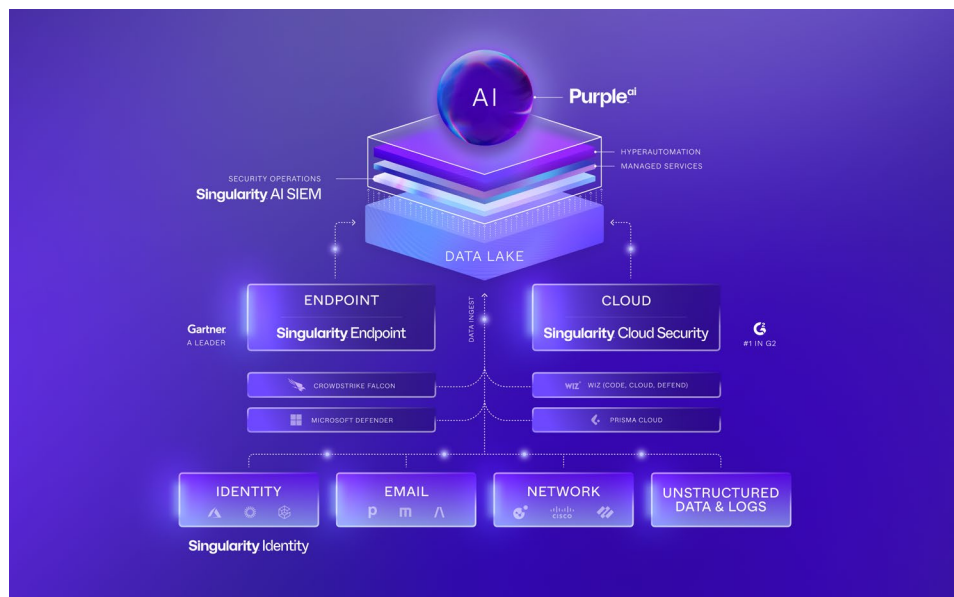 AI
Purple ai
HYPERAUTOMATION
MANAGED SERVICES
SECURITY OPERATIONS
Singularity AI SIEM
DATA LAKE
ENDPOINT
Singularity Endpoint
Gartner
A LEADER
DATA INGEST
CLOUD
Singularity Cloud Security
G2
#1 IN G2
CROWDSTRIKE FALCON
WIZ WIZ (CODE, CLOUD, DEFEND)
MICROSOFT DEFENDER
PRISMA CLOUD
IDENTITY
EMAIL
p m
NETWORK
CISCO
UNSTRUCTURED
DATA & LOGS
Singularity Identity